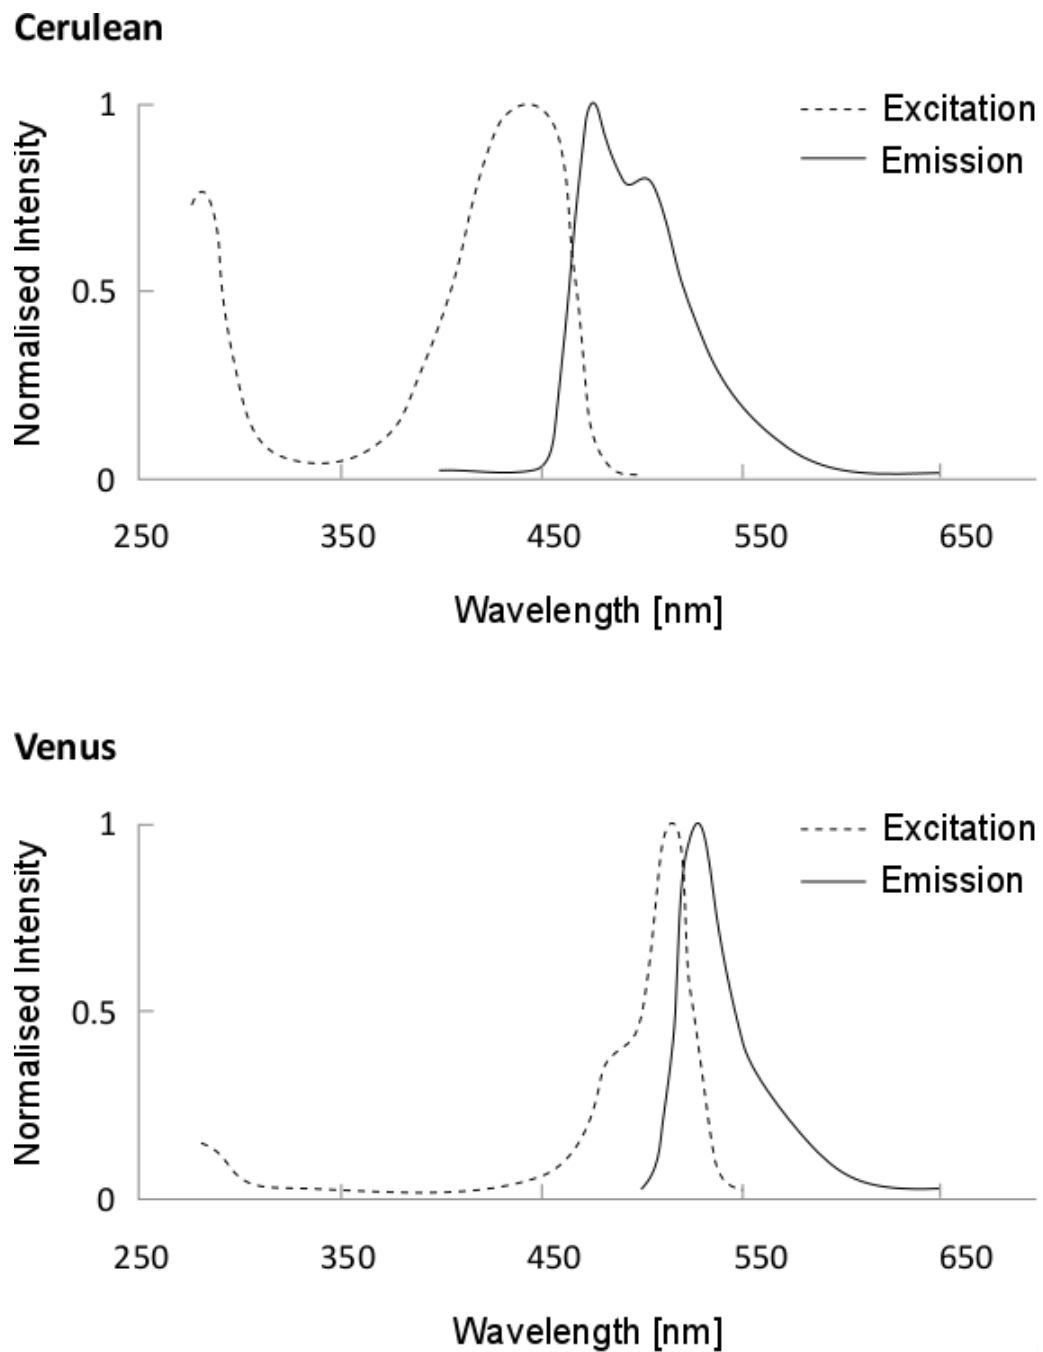 Cerulean
Normalised Intensity
1
0.5
0
Excitation
Emission
250 350 450 550 650
Wavelength [nm]
Venus
Normalised Intensity
1
0.5
0
Excitation
Emission
250 350 450 550 650
Wavelength [nm]